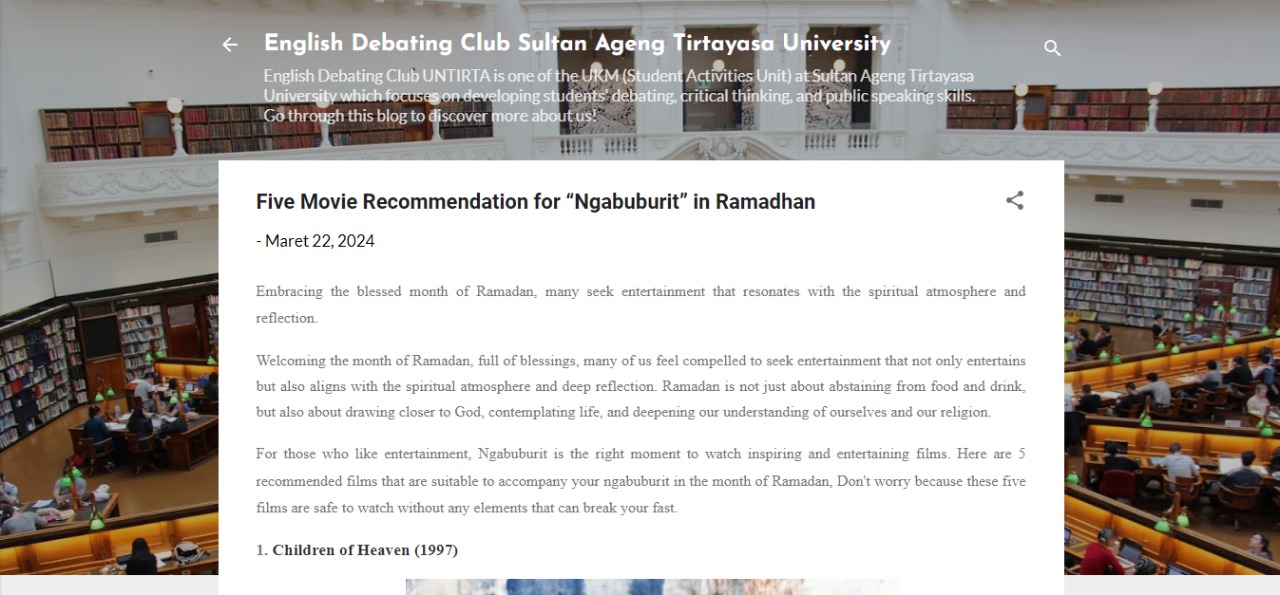 English Debating Club Sultan Ageng Tirtayasa University
English Debating Club UNTIRTA is one of the UKM (Student Activities Unit) at Sultan Ageng Tirtayasa
University which focuses on developing students' debating, critical thinking, and public speaking skills.
Go through this blog to discover more about us!
Five Movie Recommendation for “Ngabuburit” in Ramadhan
- Maret 22, 2024
Embracing the blessed month of Ramadan, many seek entertainment that resonates with the spiritual atmosphere and
reflection.
Welcoming the month of Ramadan, full of blessings, many of us feel compelled to seek entertainment that not only entertains
but also aligns with the spiritual atmosphere and deep reflection. Ramadan is not just about abstaining from food and drink,
but also about drawing closer to God, contemplating life, and deepening our understanding of ourselves and our religion.
For those who like entertainment, Ngabuburit is the right moment to watch inspiring and entertaining films. Here are 5
recommended films that are suitable to accompany your ngabuburit in the month of Ramadan, Don't worry because these five
films are safe to watch without any elements that can break your fast.
1. Children of Heaven (1997)